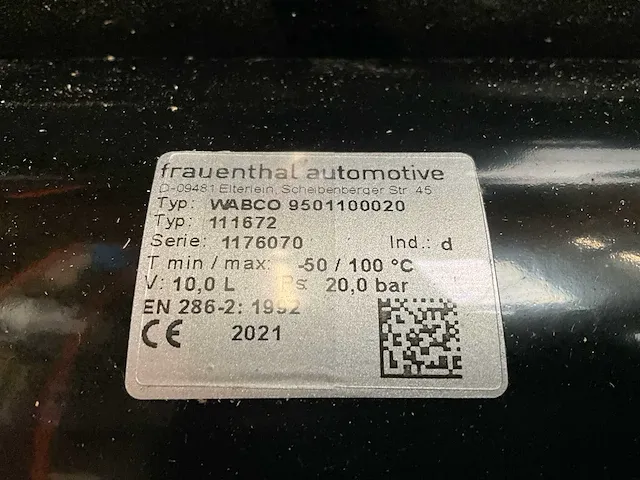 frauenthal automotive
D-09481 Elterlein, Scheibenberger Str. 45
Typ: WABCO 9501100020
Typ: 111672
Serie: 1176070 Ind.: d
T min / max: -50 / 100 °C
V: 10,0 L Ps: 20,0 bar
EN 286-2: 1992
CE 2021